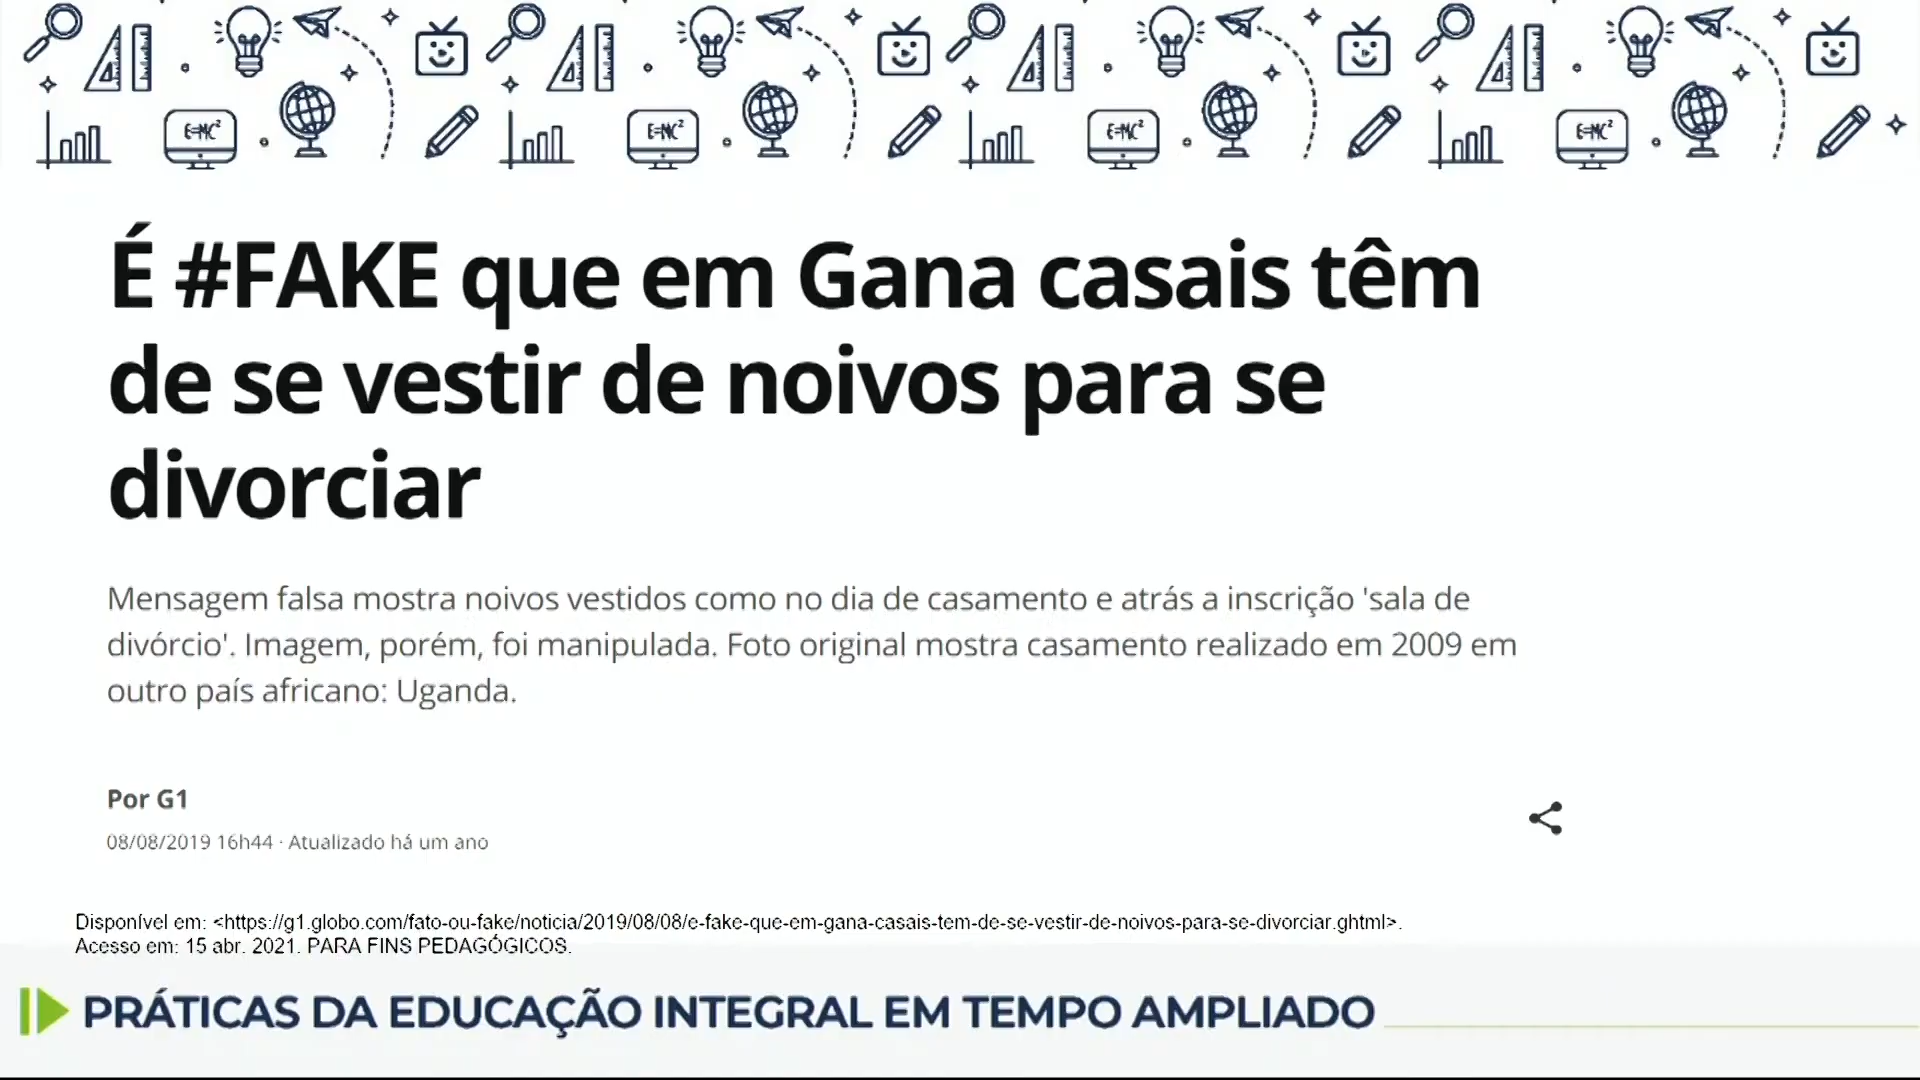 E=MC² E=MC² E=MC² E=MC²
É #FAKE que em Gana casais têm
de se vestir de noivos para se
divorciar
Mensagem falsa mostra noivos vestidos como no dia de casamento e atrás a inscrição 'sala de
divórcio'. Imagem, porém, foi manipulada. Foto original mostra casamento realizado em 2009 em
outro país africano: Uganda.
Por G1
08/08/2019 16h44 · Atualizado há um ano
Disponível em: <https://g1.globo.com/fato-ou-fake/noticia/2019/08/08/e-fake-que-em-gana-casais-tem-de-se-vestir-de-noivos-para-se-divorciar.ghtml>.
Acesso em: 15 abr. 2021. PARA FINS PEDAGÓGICOS.
PRÁTICAS DA EDUCAÇÃO INTEGRAL EM TEMPO AMPLIADO